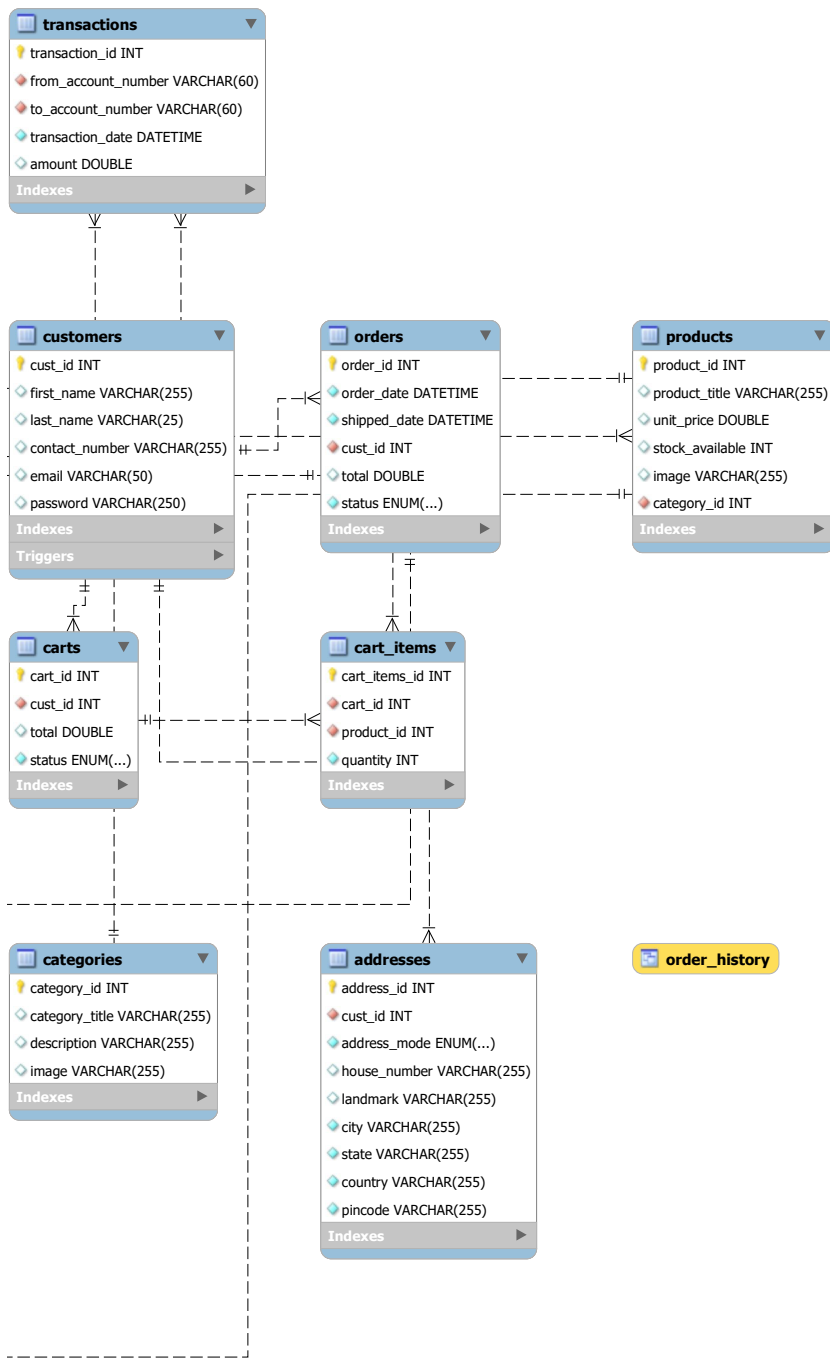 transactions
transaction_id INT
from_account_number VARCHAR(60)
to_account_number VARCHAR(60)
transaction_date DATETIME
amount DOUBLE
Indexes
customers
cust_id INT
first_name VARCHAR(255)
last_name VARCHAR(25)
contact_number VARCHAR(255)
email VARCHAR(50)
password VARCHAR(250)
Indexes
Triggers
orders
order_id INT
order_date DATETIME
shipped_date DATETIME
cust_id INT
total DOUBLE
status ENUM(...)
Indexes
products
product_id INT
product_title VARCHAR(255)
unit_price DOUBLE
stock_available INT
image VARCHAR(255)
category_id INT
Indexes
carts
cart_id INT
cust_id INT
total DOUBLE
status ENUM(...)
Indexes
cart_items
cart_items_id INT
cart_id INT
product_id INT
quantity INT
Indexes
categories
category_id INT
category_title VARCHAR(255)
description VARCHAR(255)
image VARCHAR(255)
Indexes
addresses
address_id INT
cust_id INT
address_mode ENUM(...)
house_number VARCHAR(255)
landmark VARCHAR(255)
city VARCHAR(255)
state VARCHAR(255)
country VARCHAR(255)
pincode VARCHAR(255)
Indexes
order_history